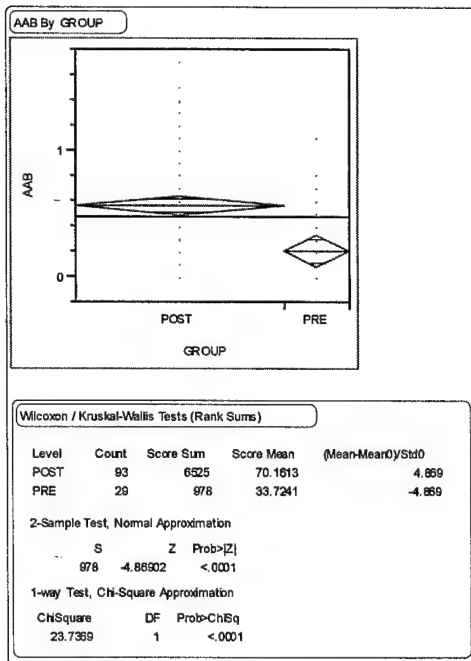 AAB By GROUP
1
AAB
0
POST PRE
GROUP
Wilcoxon / Kruskal-Wallis Tests (Rank Sums)
Level Count Score Sum Score Mean (Mean-Mean0)/Std0
POST 93 6525 70.1613 4.869
PRE 29 978 33.7241 -4.869
2-Sample Test, Normal Approximation
S Z Prob>|Z|
978 -4.86902 <.0001
1-way Test, Chi-Square Approximation
ChiSquare DF Prob>ChiSq
23.7369 1 <.0001